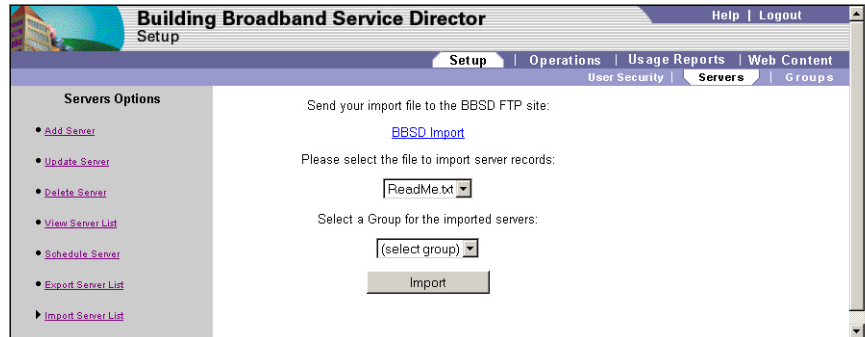 Building Broadband Service Director
Help | Logout
Setup
Setup | Operations | Usage Reports | Web Content
User Security | Servers | Groups
Servers Options
Add Server
Update Server
Delete Server
View Server List
Schedule Server
Export Server List
Import Server List
Send your import file to the BBSD FTP site:
BBSD Import
Please select the file to import server records:
ReadMe.txt
Select a Group for the imported servers:
(select group)
Import